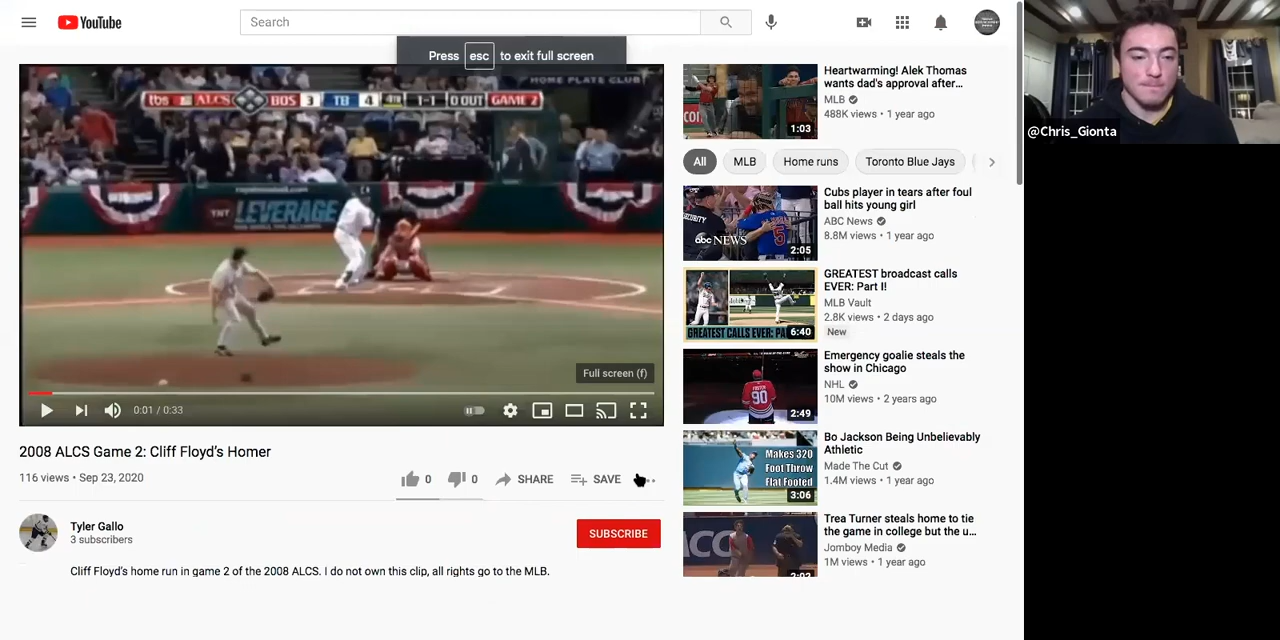 YouTube
Search
Press esc to exit full screen
HOME PLATE CLUB
tbs ALCS BOS 3 TB 4 4TH 1-1 0 OUT GAME 2
TNT LEVERAGE
Full screen (f)
0:01 / 0:33
2008 ALCS Game 2: Cliff Floyd's Homer
116 views • Sep 23, 2020
0 0 SHARE SAVE
Tyler Gallo
3 subscribers
SUBSCRIBE
Cliff Floyd's home run in game 2 of the 2008 ALCS. I do not own this clip, all rights go to the MLB.
1:03
Heartwarming! Alek Thomas
wants dad's approval after...
MLB
488K views • 1 year ago
All MLB Home runs Toronto Blue Jays
SECURITY
abc NEWS
2:05
Cubs player in tears after foul
ball hits young girl
ABC News
8.8M views • 1 year ago
GREATEST CALLS EVER: PA
6:40
GREATEST broadcast calls
EVER: Part I!
MLB Vault
2.8K views • 2 days ago
New
90
2:49
Emergency goalie steals the
show in Chicago
NHL
10M views • 2 years ago
Makes 320
Foot Throw
Flat Footed
3:06
Bo Jackson Being Unbelievably
Athletic
Made The Cut
1.4M views • 1 year ago
Trea Turner steals home to tie
the game in college but the u...
Jomboy Media
1M views • 1 year ago
@Chris_Gionta